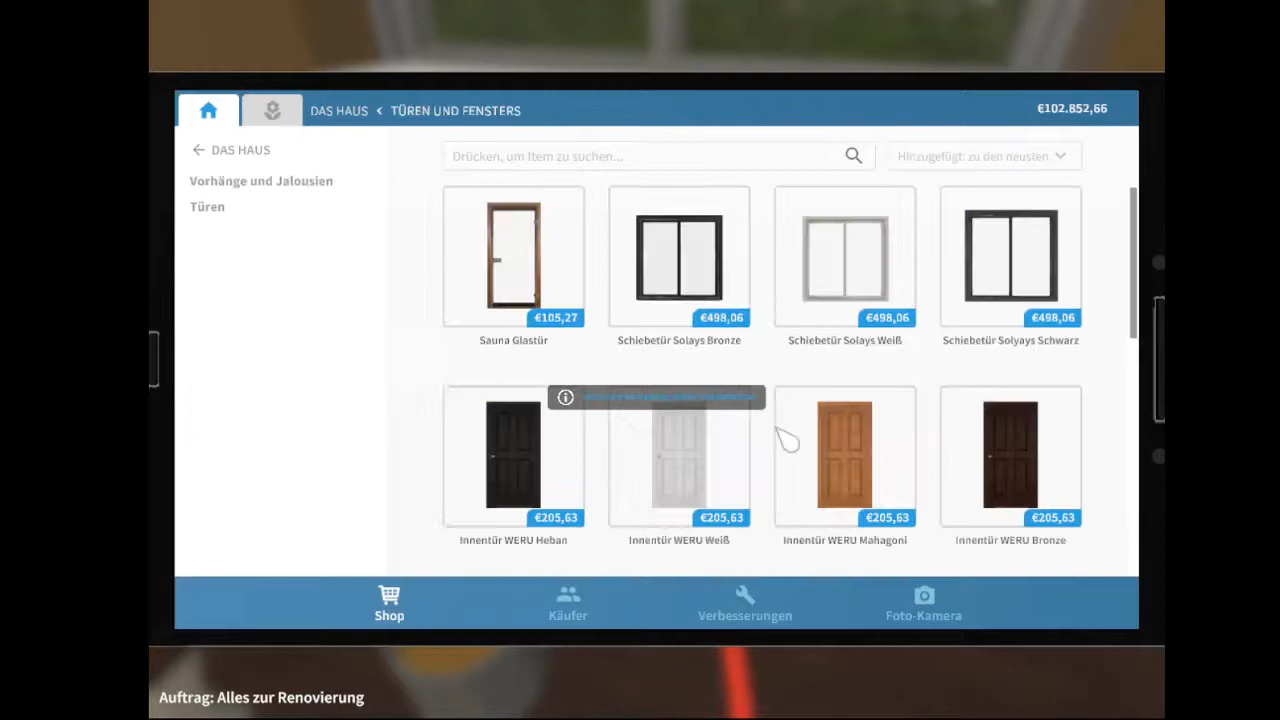 DAS HAUS < TÜREN UND FENSTERS
€102.852,66
← DAS HAUS
Vorhänge und Jalousien
Türen
Drücken, um Item zu suchen...
Hinzugefügt: zu den neusten
€105,27
€498,06
€498,06
€498,06
Sauna Glastür
Schiebetür Solays Bronze
Schiebetür Solays Weiß
Schiebetür Solyays Schwarz
€205,63
€205,63
€205,63
€205,63
Innentür WERU Heban
Innentür WERU Weiß
Innentür WERU Mahagoni
Innentür WERU Bronze
Shop
Käufer
Verbesserungen
Foto-Kamera
Auftrag: Alles zur Renovierung